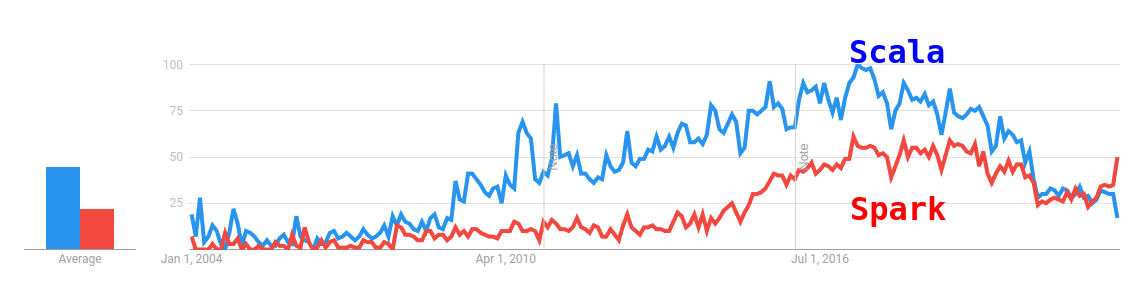 Scala
100
75
Note
Note
50
25
Spark
Average
Jan 1, 2004
Apr 1, 2010
Jul 1, 2016